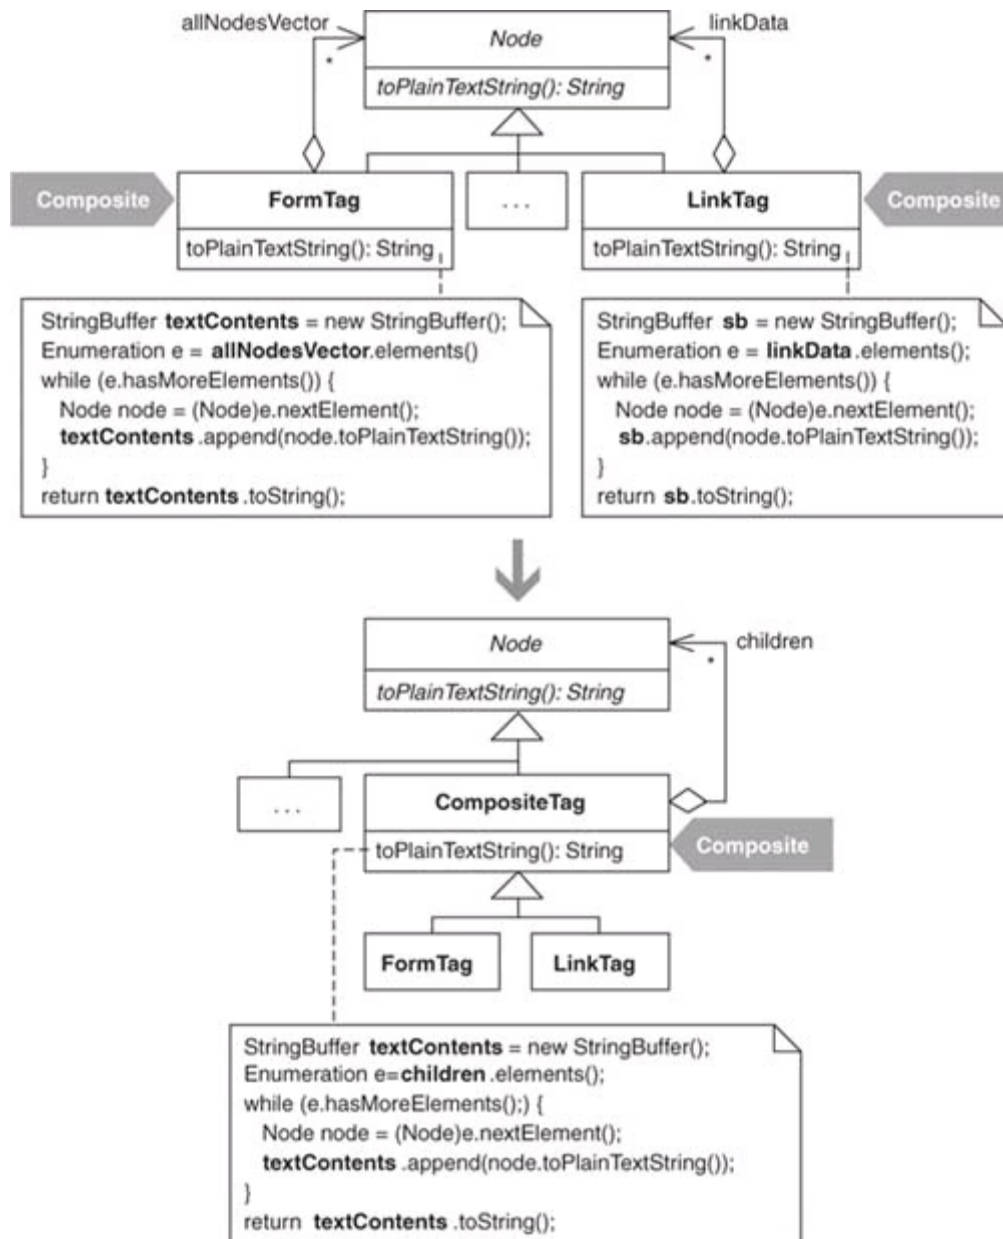 allNodesVector
*
Node
linkData
*
toPlainTextString(): String
Composite
FormTag
. . .
LinkTag
Composite
toPlainTextString(): String
toPlainTextString(): String
StringBuffer textContents = new StringBuffer();
Enumeration e = allNodesVector.elements()
while (e.hasMoreElements()) {
Node node = (Node)e.nextElement();
textContents .append(node.toPlainTextString());
}
return textContents .toString();
StringBuffer sb = new StringBuffer();
Enumeration e = linkData .elements();
while (e.hasMoreElements()) {
Node node = (Node)e.nextElement();
sb.append(node.toPlainTextString());
}
return sb.toString();
Node
children
*
toPlainTextString(): String
. . .
CompositeTag
toPlainTextString(): String
Composite
FormTag
LinkTag
StringBuffer textContents = new StringBuffer();
Enumeration e=children .elements();
while (e.hasMoreElements();) {
Node node = (Node)e.nextElement();
textContents .append(node.toPlainTextString());
}
return textContents .toString();